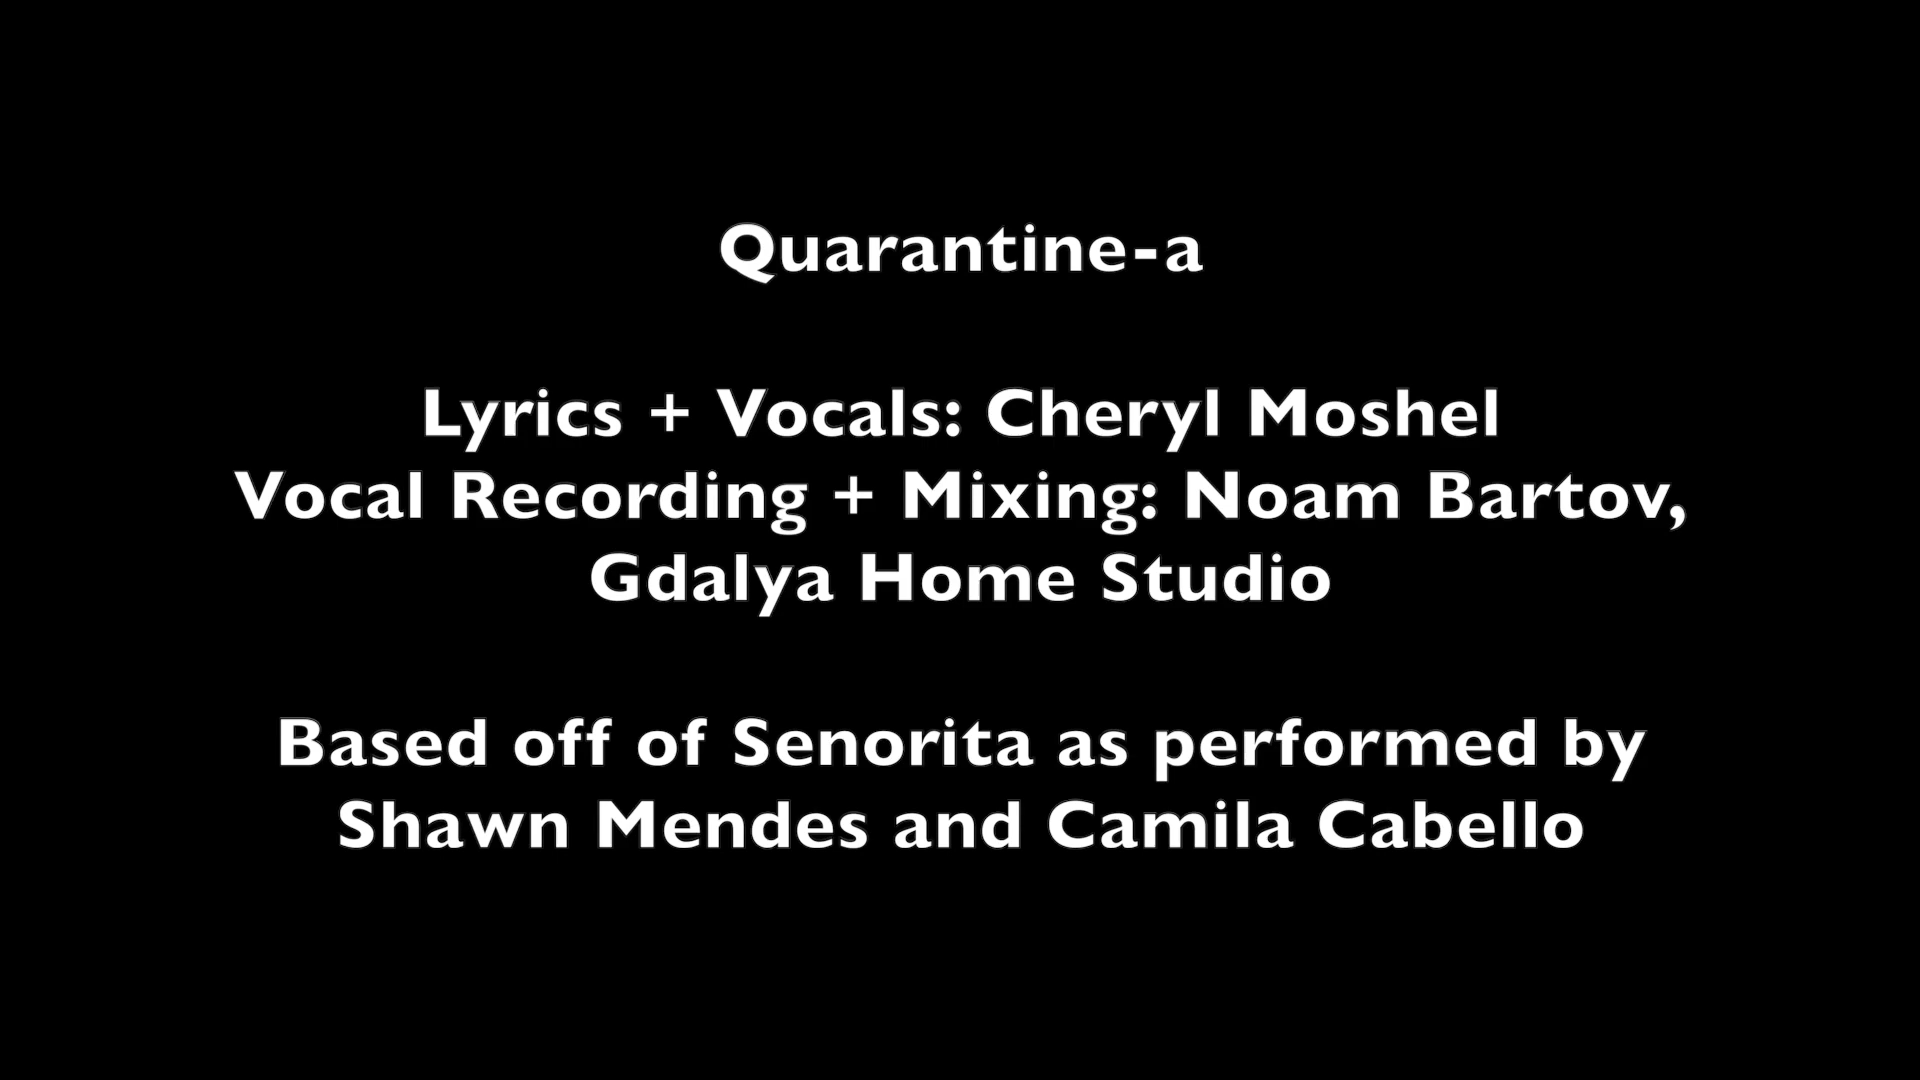 Quarantine-a
Lyrics + Vocals: Cheryl Moshel
Vocal Recording + Mixing: Noam Bartov,
Gdalya Home Studio
Based off of Senorita as performed by
Shawn Mendes and Camila Cabello